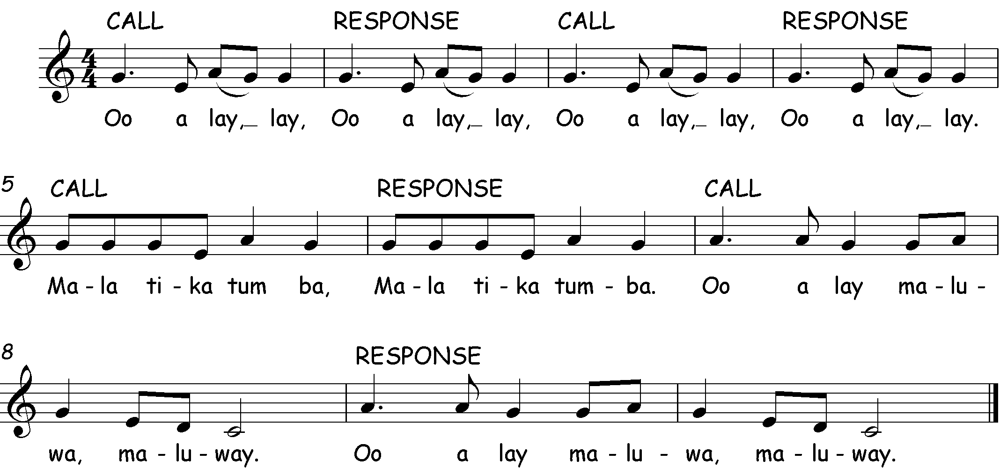 CALL RESPONSE CALL RESPONSE
4
4
Oo a lay,_ lay, Oo a lay,_ lay, Oo a lay,_ lay, Oo a lay,_ lay.
5 CALL RESPONSE CALL
Ma - la ti - ka tum ba, Ma - la ti - ka tum - ba. Oo a lay ma - lu -
8 RESPONSE
wa, ma - lu - way. Oo a lay ma - lu - wa, ma - lu - way.